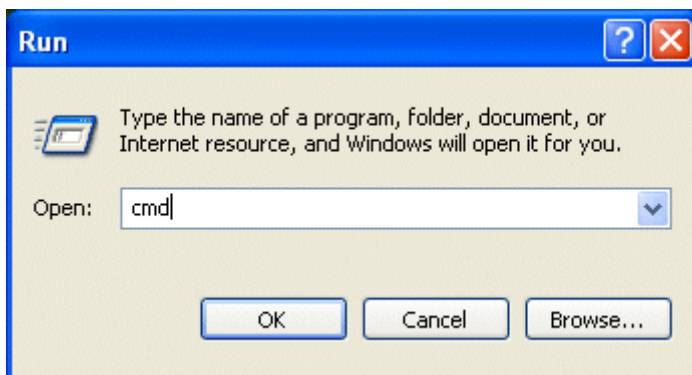 Run
Type the name of a program, folder, document, or
Internet resource, and Windows will open it for you.
Open: cmd
OK Cancel Browse...